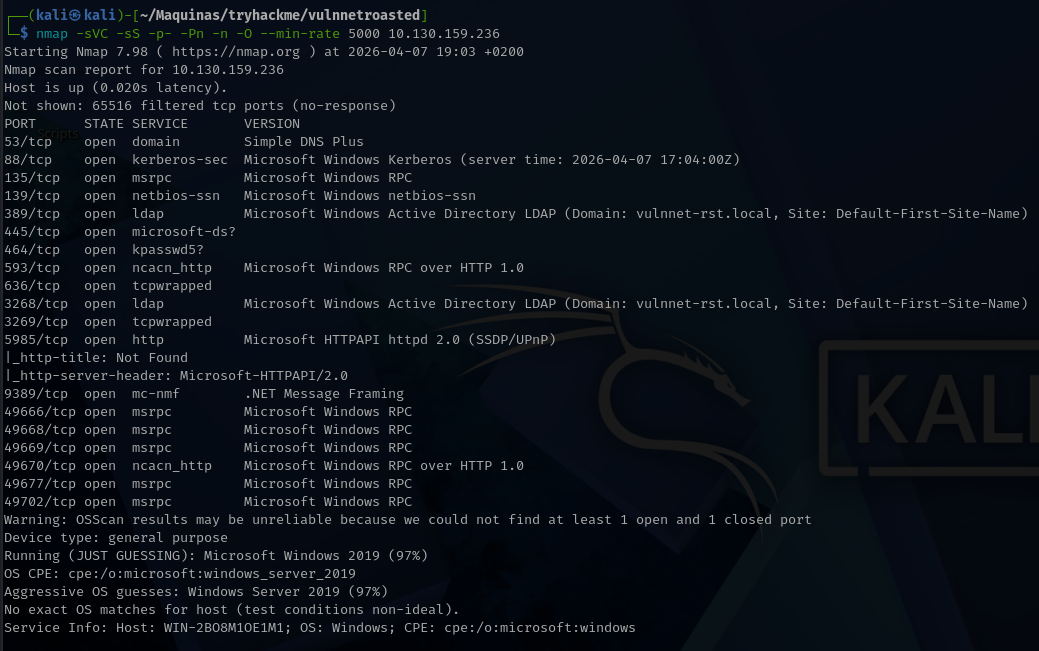 ┌──(kali㉿kali)-[~/Maquinas/tryhackme/vulnnetroasted]
└─$ nmap -sVC -sS -p- -Pn -n -O --min-rate 5000 10.130.159.236
Starting Nmap 7.98 ( https://nmap.org ) at 2026-04-07 19:03 +0200
Nmap scan report for 10.130.159.236
Host is up (0.020s latency).
Not shown: 65516 filtered tcp ports (no-response)
PORT      STATE SERVICE       VERSION
Scripts
53/tcp    open  domain        Simple DNS Plus
88/tcp    open  kerberos-sec  Microsoft Windows Kerberos (server time: 2026-04-07 17:04:00Z)
135/tcp   open  msrpc         Microsoft Windows RPC
139/tcp   open  netbios-ssn   Microsoft Windows netbios-ssn
389/tcp   open  ldap          Microsoft Windows Active Directory LDAP (Domain: vulnnet-rst.local, Site: Default-First-Site-Name)
445/tcp   open  microsoft-ds?
464/tcp   open  kpasswd5?
593/tcp   open  ncacn_http    Microsoft Windows RPC over HTTP 1.0
636/tcp   open  tcpwrapped
3268/tcp  open  ldap          Microsoft Windows Active Directory LDAP (Domain: vulnnet-rst.local, Site: Default-First-Site-Name)
3269/tcp  open  tcpwrapped
5985/tcp  open  http          Microsoft HTTPAPI httpd 2.0 (SSDP/UPnP)
|_http-title: Not Found
|_http-server-header: Microsoft-HTTPAPI/2.0
9389/tcp  open  mc-nmf        .NET Message Framing
49666/tcp open  msrpc         Microsoft Windows RPC
49668/tcp open  msrpc         Microsoft Windows RPC
49669/tcp open  msrpc         Microsoft Windows RPC
49670/tcp open  ncacn_http    Microsoft Windows RPC over HTTP 1.0
49677/tcp open  msrpc         Microsoft Windows RPC
49702/tcp open  msrpc         Microsoft Windows RPC
Warning: OSScan results may be unreliable because we could not find at least 1 open and 1 closed port
Device type: general purpose
Running (JUST GUESSING): Microsoft Windows 2019 (97%)
OS CPE: cpe:/o:microsoft:windows_server_2019
Aggressive OS guesses: Windows Server 2019 (97%)
No exact OS matches for host (test conditions non-ideal).
Service Info: Host: WIN-2BO8M1OE1M1; OS: Windows; CPE: cpe:/o:microsoft:windows
KALI